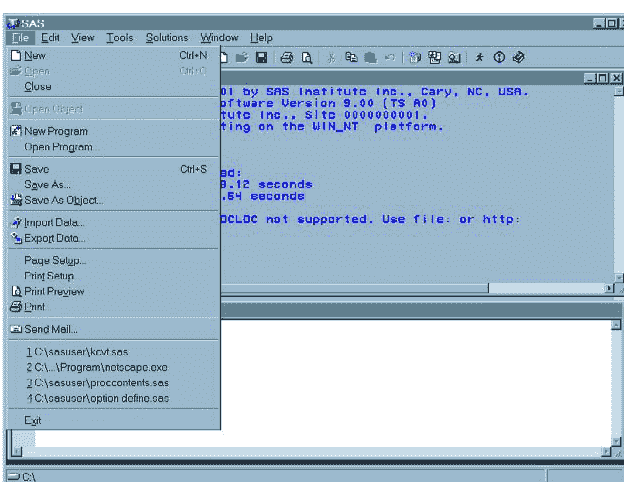 SAS
File Edit View Tools Solutions Window Help
New Ctrl+N
Open Ctrl+O
Close
Open Object
New Program
Open Program...
Save Ctrl+S
Save As...
Save As Object...
Import Data...
Export Data...
Page Setup...
Print Setup
Print Preview
Print
Send Mail...
1 C:\sasuser\kcvt.sas
2 C:\...\Program\netscape.exe
3 C:\sasuser\proccontents.sas
4 C:\sasuser\option define.sas
Exit
01 by SAS Institute Inc., Cary, NC, USA.
oftware Version 9.00 (TS A0)
tute Inc., Site 0000000001.
ting on the WIN_NT platform.
ed:
9.12 seconds
.64 seconds
OCLOC not supported. Use file: or http:
C:\